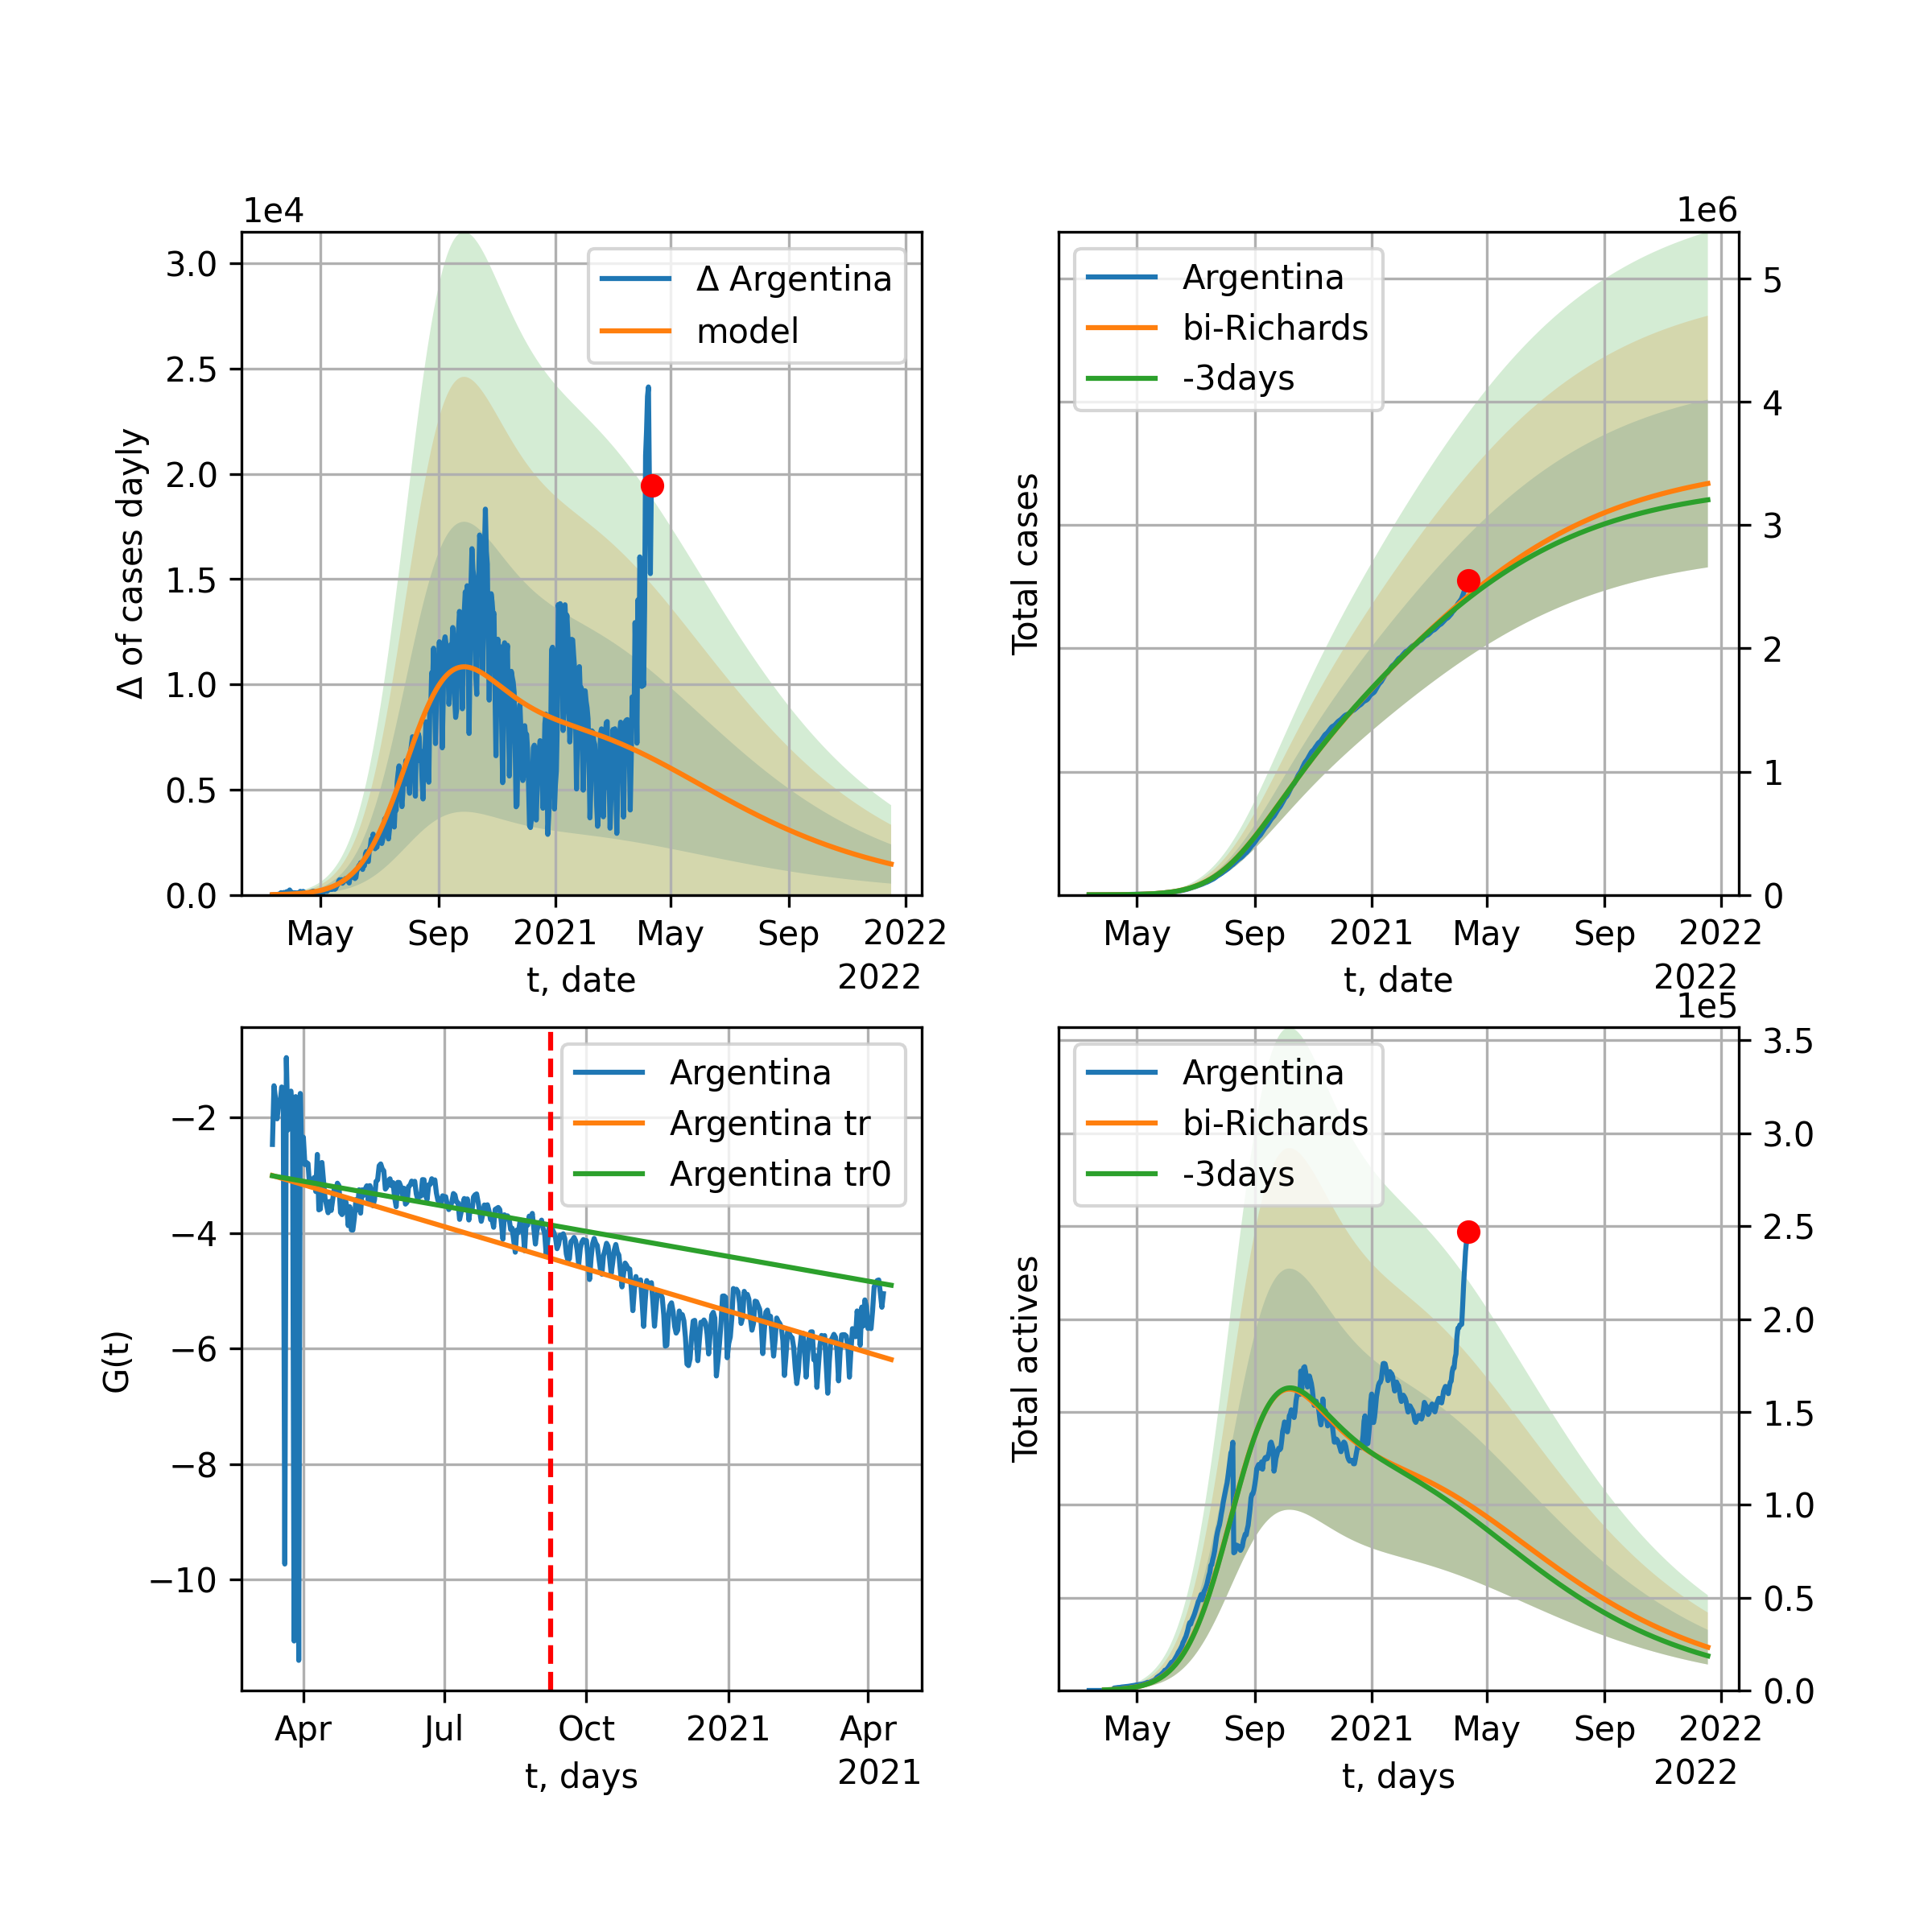 1e4
3.0
2.5
2.0
1.5
1.0
0.5
0.0
Δ of cases dayly
Δ Argentina
model
May Sep 2021 May Sep 2022
t, date
2022
1e6
Argentina
bi-Richards
-3days
Total cases
5
4
3
2
1
0
May Sep 2021 May Sep 2022
t, date
2022
−2
−4
−6
−8
−10
G(t)
Argentina
Argentina tr
Argentina tr0
Apr Jul Oct 2021 Apr
t, days
2021
1e5
Argentina
bi-Richards
-3days
Total actives
3.5
3.0
2.5
2.0
1.5
1.0
0.5
0.0
May Sep 2021 May Sep 2022
t, days
2022